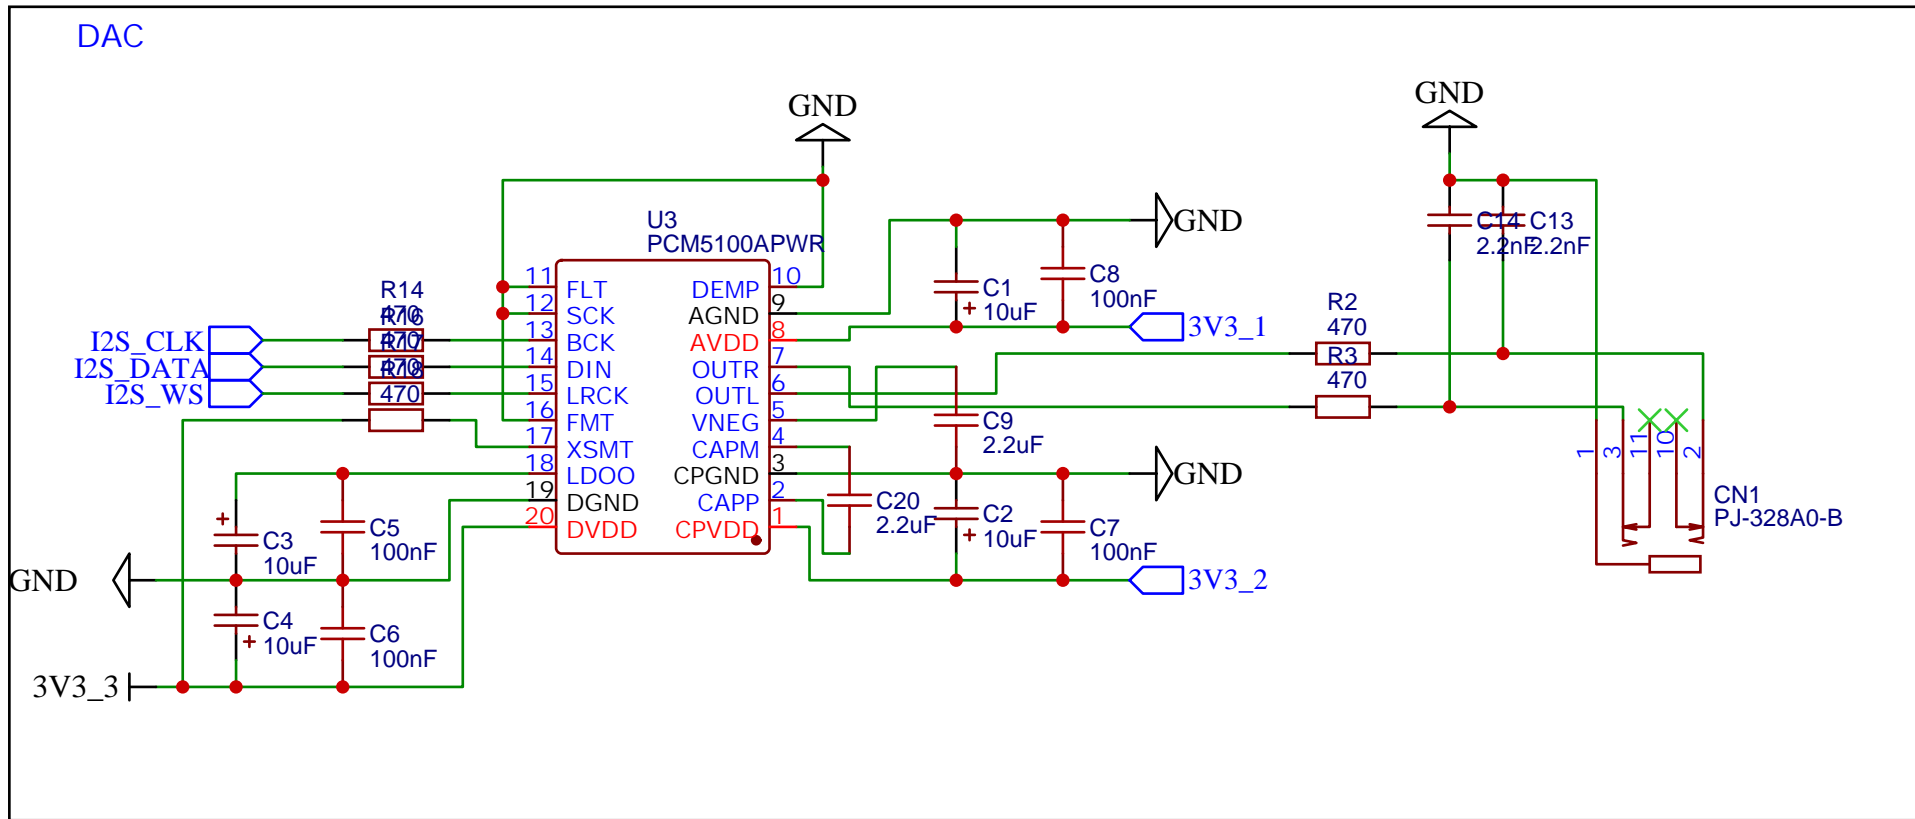 DAC
GND
GND
U3
PCM5100APWR
GND
C14
2.2nF
C13
2.2nF
11
FLT
DEMP
10
12
SCK
AGND
9
13
BCK
AVDD
8
14
DIN
OUTR
7
15
LRCK
OUTL
6
16
FMT
VNEG
5
17
XSMT
CAPM
4
18
LDOO
CPGND
3
19
DGND
CAPP
2
20
DVDD
CPVDD
1
R14
470
R16
470
R17
470
R18
470
I2S_CLK
I2S_DATA
I2S_WS
C1
+
10uF
C8
100nF
3V3_1
R2
470
R3
470
C9
2.2uF
GND
C20
2.2uF
C2
+
10uF
C7
100nF
3V3_2
1
3
11
10
2
CN1
PJ-328A0-B
+
C3
10uF
C5
100nF
GND
C4
+
10uF
C6
100nF
3V3_3